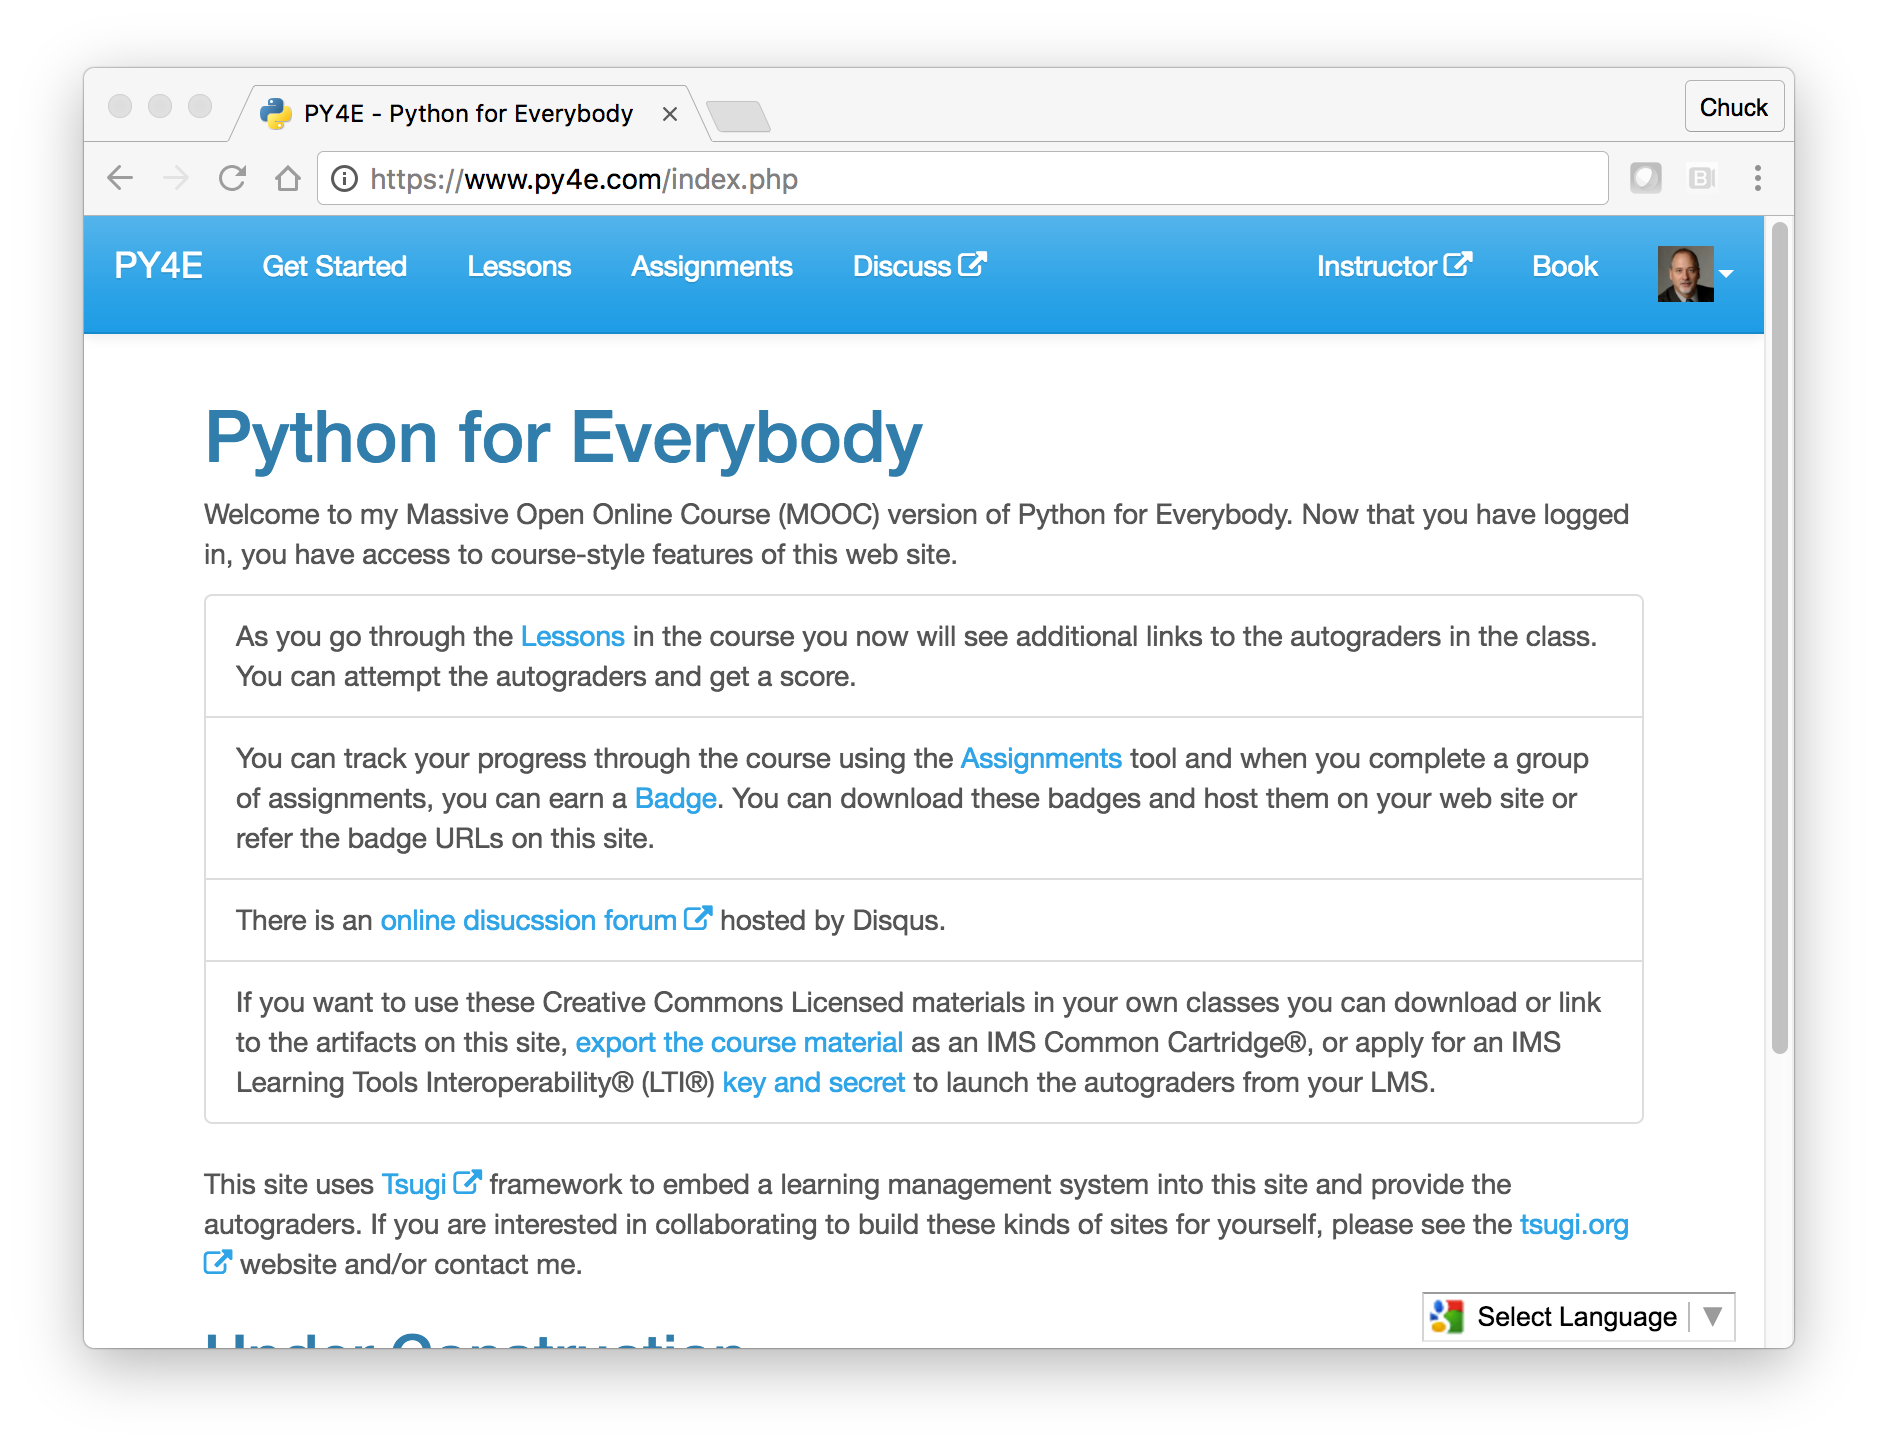 PY4E - Python for Everybody
Chuck
https://www.py4e.com/index.php
PY4E Get Started Lessons Assignments Discuss Instructor Book
Python for Everybody
Welcome to my Massive Open Online Course (MOOC) version of Python for Everybody. Now that you have logged
in, you have access to course-style features of this web site.
As you go through the Lessons in the course you now will see additional links to the autograders in the class.
You can attempt the autograders and get a score.
You can track your progress through the course using the Assignments tool and when you complete a group
of assignments, you can earn a Badge. You can download these badges and host them on your web site or
refer the badge URLs on this site.
There is an online disucssion forum hosted by Disqus.
If you want to use these Creative Commons Licensed materials in your own classes you can download or link
to the artifacts on this site, export the course material as an IMS Common Cartridge®, or apply for an IMS
Learning Tools Interoperability® (LTI®) key and secret to launch the autograders from your LMS.
This site uses Tsugi framework to embed a learning management system into this site and provide the
autograders. If you are interested in collaborating to build these kinds of sites for yourself, please see the tsugi.org
website and/or contact me.
Select Language
Under Construction